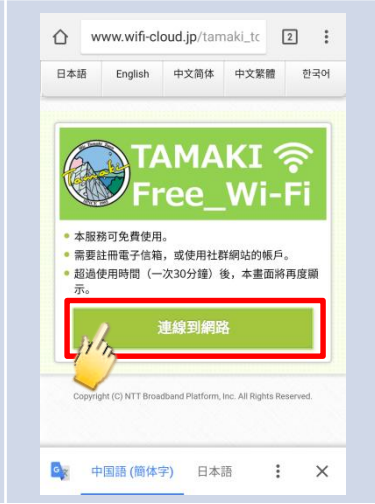 www.wifi-cloud.jp/tamaki_tc 2
日本語 English 中文简体 中文繁體 한국어
TAMAKI
Free_Wi-Fi
本服務可免費使用。
需要註冊電子信箱，或使用社群網站的帳戶。
超過使用時間（一次30分鐘）後，本畫面將再度顯
示。
連線到網路
Copyright (C) NTT Broadband Platform, Inc. All Rights Reserved.
中国語 (簡体字) 日本語